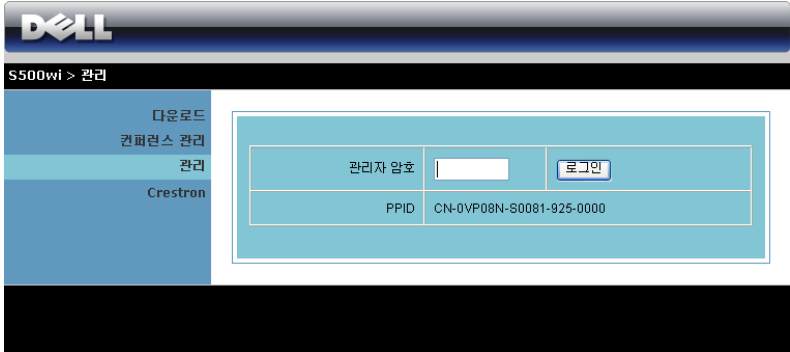 DELL
S500wi > 관리
다운로드
컨퍼런스 관리
관리
Crestron
관리자 암호
로그인
PPID
CN-0VP08N-S0081-925-0000